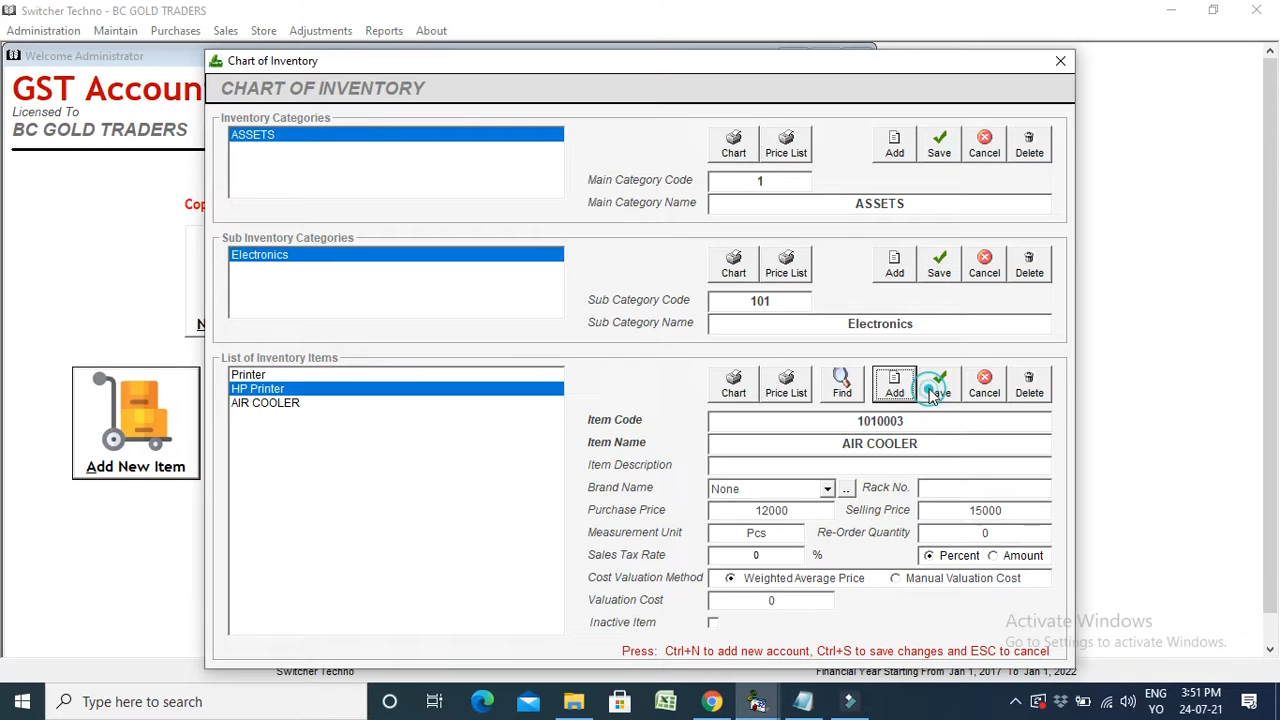 Switcher Techno - BC GOLD TRADERS
Administration Maintain Purchases Sales Store Adjustments Reports About
Welcome Administrator
GST Accoun
Licensed To
BC GOLD TRADERS
Cop
N
Add New Item
Chart of Inventory
CHART OF INVENTORY
Inventory Categories
ASSETS
Chart Price List Add Save Cancel Delete
Main Category Code 1
Main Category Name ASSETS
Sub Inventory Categories
Electronics
Chart Price List Add Save Cancel Delete
Sub Category Code 101
Sub Category Name Electronics
List of Inventory Items
Printer
HP Printer
AIR COOLER
Chart Price List Find Add Save Cancel Delete
Item Code 1010003
Item Name AIR COOLER
Item Description
Brand Name None .. Rack No.
Purchase Price 12000 Selling Price 15000
Measurement Unit Pcs Re-Order Quantity 0
Sales Tax Rate 0 % Percent Amount
Cost Valuation Method Weighted Average Price Manual Valuation Cost
Valuation Cost 0
Inactive Item
Press: Ctrl+N to add new account, Ctrl+S to save changes and ESC to cancel
Activate Windows
Go to Settings to activate Windows.
Switcher Techno Financial Year Starting From Jan 1, 2017 To Jan 1, 2022
Type here to search
ENG
YO
3:51 PM
24-07-21